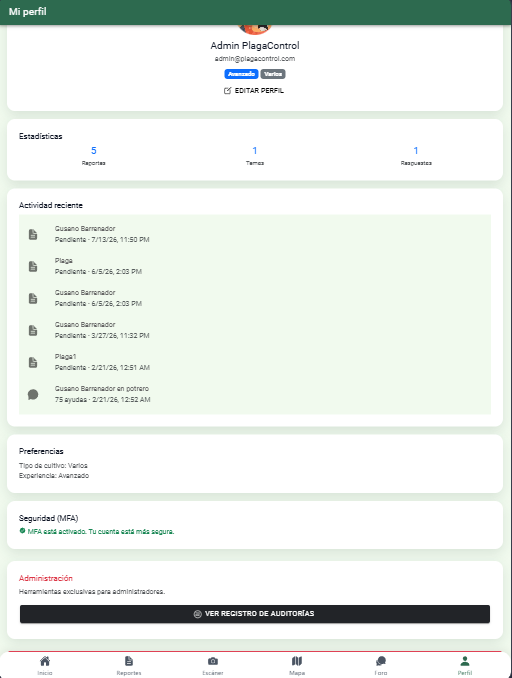 Mi perfil
Admin PlagaControl
admin@plagacontrol.com
Avanzado Varios
EDITAR PERFIL
Estadísticas
5 1 1
Reportes Temas Respuestas
Actividad reciente
Gusano Barrenador
Pendiente · 7/13/26, 11:50 PM
Plaga
Pendiente · 6/5/26, 2:03 PM
Gusano Barrenador
Pendiente · 6/5/26, 2:03 PM
Gusano Barrenador
Pendiente · 3/27/26, 11:32 PM
Plaga1
Pendiente · 2/21/26, 12:51 AM
Gusano Barrenador en potrero
75 ayudas · 2/21/26, 12:52 AM
Preferencias
Tipo de cultivo: Varios
Experiencia: Avanzado
Seguridad (MFA)
MFA está activado. Tu cuenta está más segura.
Administración
Herramientas exclusivas para administradores.
VER REGISTRO DE AUDITORÍAS
Inicio Reportes Escáner Mapa Foro Perfil